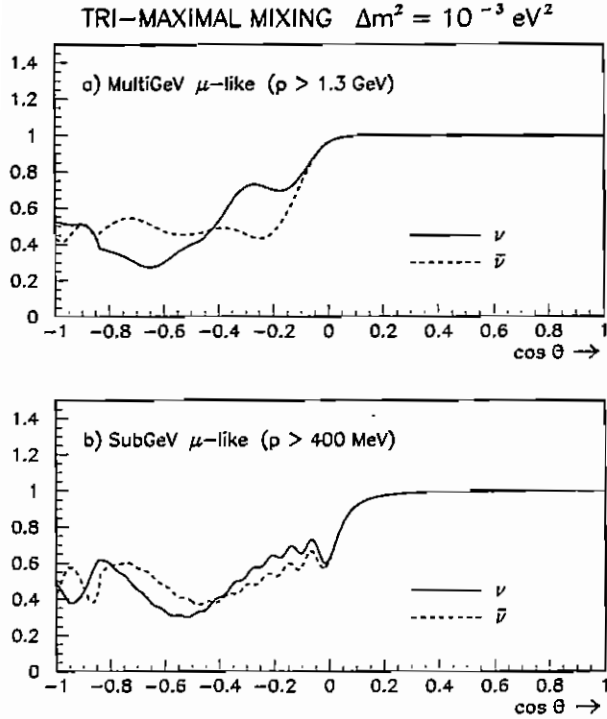 TRI-MAXIMAL MIXING Δm² = 10⁻³ eV²
a) MultiGeV μ-like (p > 1.3 GeV)
1.4
1.2
1
0.8
0.6
0.4
0.2
0
ν
ν̄
-1 -0.8 -0.6 -0.4 -0.2 0 0.2 0.4 0.6 0.8 1
cos θ →
b) SubGeV μ-like (p > 400 MeV)
1.4
1.2
1
0.8
0.6
0.4
0.2
0
ν
ν̄
-1 -0.8 -0.6 -0.4 -0.2 0 0.2 0.4 0.6 0.8 1
cos θ →